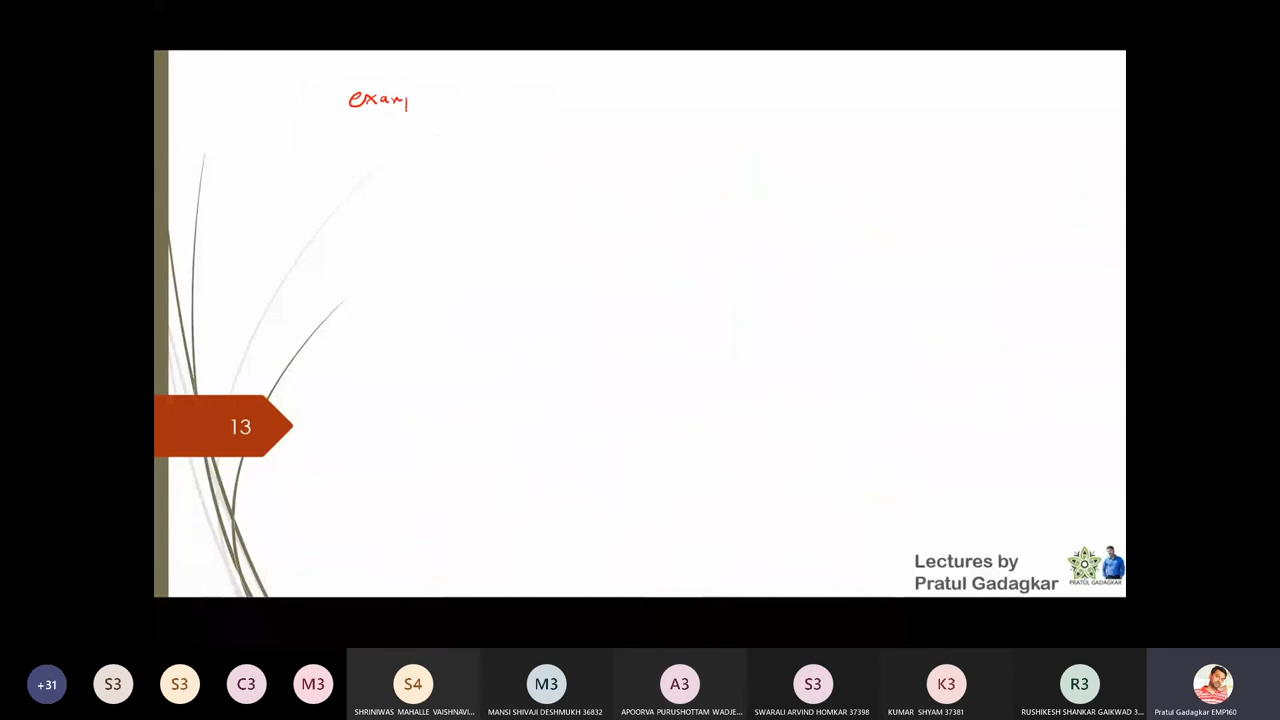 exam
13
Lectures by
Pratul Gadagkar
PRATUL GADAGKAR
+31
S3
S3
C3
M3
S4
M3
A3
S3
K3
R3
SHRINIWAS MAHALLE VAISHNAVI...
MANSI SHIVAJI DESHMUKH 36832
APOORVA PURUSHOTTAM WADJE...
SWARALI ARVIND HOMKAR 37398
KUMAR SHYAM 37381
RUSHIKESH SHANKAR GAIKWAD 3...
Pratul Gadagkar EMP160